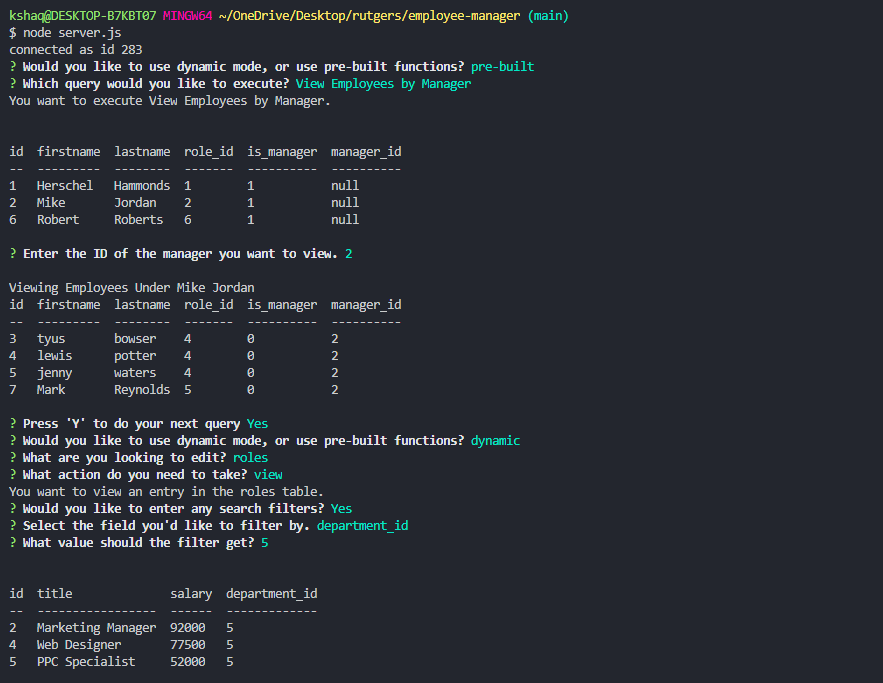 kshaq@DESKTOP-B7KBT07 MINGW64 ~/OneDrive/Desktop/rutgers/employee-manager (main)
$ node server.js
connected as id 283
? Would you like to use dynamic mode, or use pre-built functions? pre-built
? Which query would you like to execute? View Employees by Manager
You want to execute View Employees by Manager.
id  firstname  lastname  role_id  is_manager  manager_id
--  ---------  --------  -------  ----------  ----------
1   Herschel   Hammonds  1        1           null
2   Mike       Jordan    2        1           null
6   Robert     Roberts   6        1           null
? Enter the ID of the manager you want to view. 2
Viewing Employees Under Mike Jordan
id  firstname  lastname  role_id  is_manager  manager_id
--  ---------  --------  -------  ----------  ----------
3   tyus       bowser    4        0           2
4   lewis      potter    4        0           2
5   jenny      waters    4        0           2
7   Mark       Reynolds  5        0           2
? Press 'Y' to do your next query Yes
? Would you like to use dynamic mode, or use pre-built functions? dynamic
? What are you looking to edit? roles
? What action do you need to take? view
You want to view an entry in the roles table.
? Would you like to enter any search filters? Yes
? Select the field you'd like to filter by. department_id
? What value should the filter get? 5
id  title              salary  department_id
--  -----------------  ------  -------------
2   Marketing Manager  92000   5
4   Web Designer       77500   5
5   PPC Specialist     52000   5